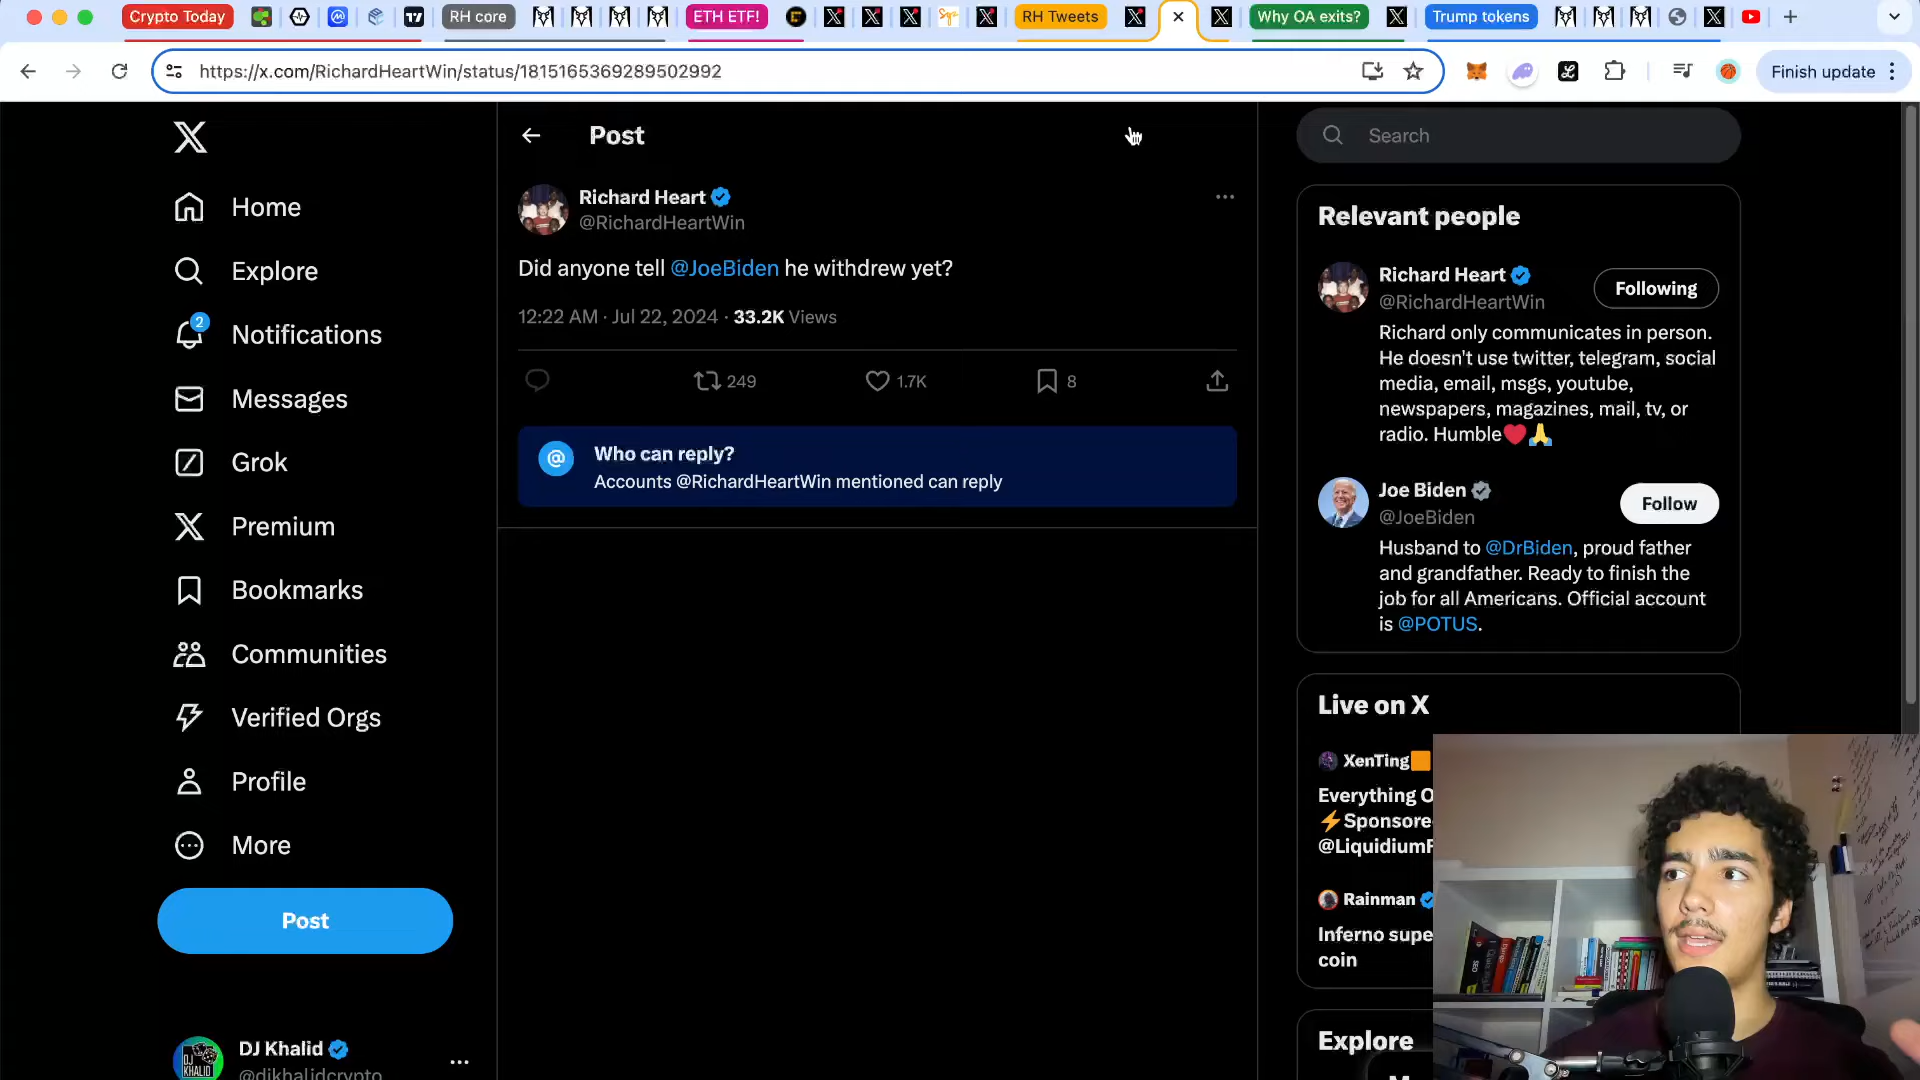 Crypto Today
RH core
ETH ETF!
RH Tweets
Why OA exits?
Trump tokens
https://x.com/RichardHeartWin/status/1815165369289502992
Finish update
Home
Explore
2
Notifications
Messages
Grok
Premium
Bookmarks
Communities
Verified Orgs
Profile
More
Post
DJ Khalid
@djkhalidcrypto
Post
Richard Heart
@RichardHeartWin
Did anyone tell @JoeBiden he withdrew yet?
12:22 AM · Jul 22, 2024 · 33.2K Views
249
1.7K
8
Who can reply?
Accounts @RichardHeartWin mentioned can reply
Search
Relevant people
Richard Heart
@RichardHeartWin
Following
Richard only communicates in person.
He doesn't use twitter, telegram, social
media, email, msgs, youtube,
newspapers, magazines, mail, tv, or
radio. Humble❤️🙏
Joe Biden
@JoeBiden
Follow
Husband to @DrBiden, proud father
and grandfather. Ready to finish the
job for all Americans. Official account
is @POTUS.
Live on X
XenTing
Everything O
⚡Sponsore
@LiquidiumF
Rainman
Inferno supe
coin
Explore